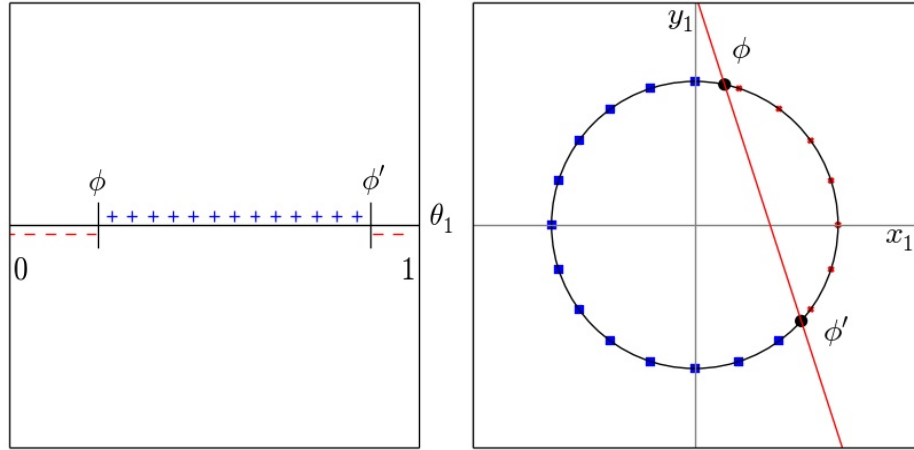 ϕ
ϕ′
+ + + + + + + + + + + + +
θ₁
− − − − − − −
0
1
y₁
ϕ
x₁
ϕ′